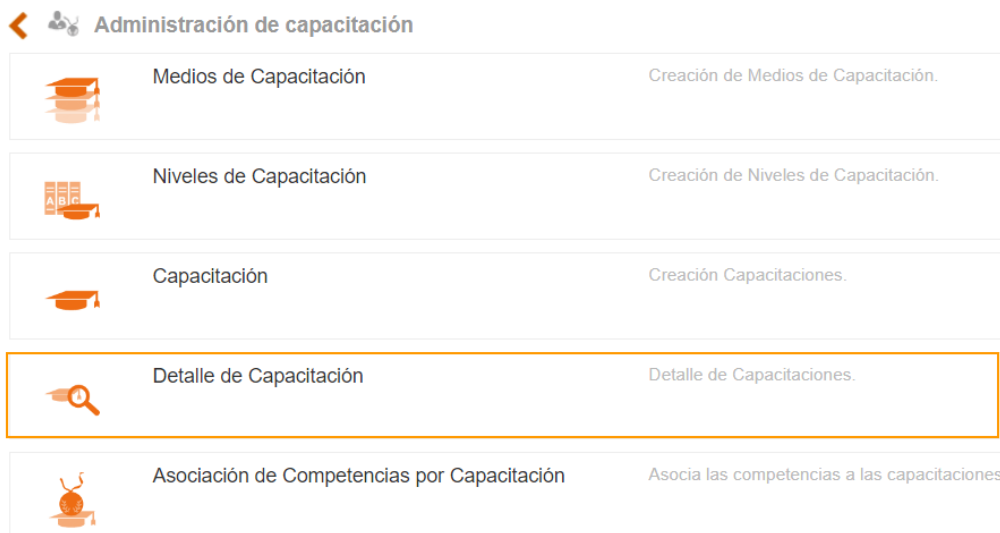 Administración de capacitación
Medios de Capacitación Creación de Medios de Capacitación.
Niveles de Capacitación Creación de Niveles de Capacitación.
A B C
Capacitación Creación Capacitaciones.
Detalle de Capacitación Detalle de Capacitaciones.
Asociación de Competencias por Capacitación Asocia las competencias a las capacitaciones